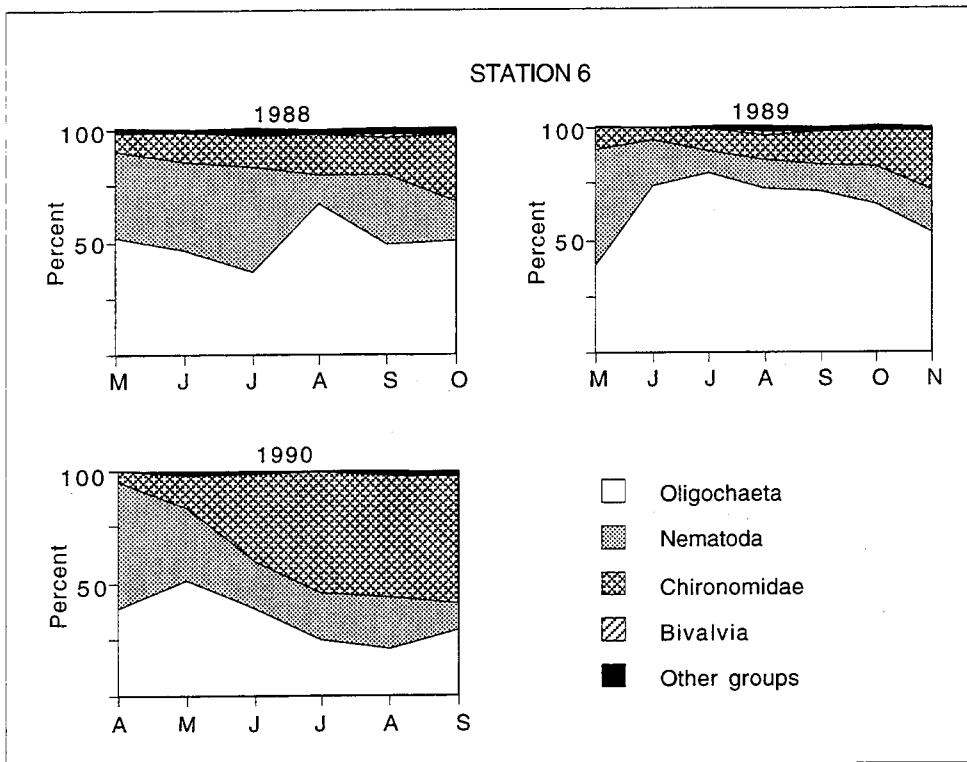 STATION 6
1988
100
50
Percent
M J J A S O
1989
100
50
Percent
M J J A S O N
1990
100
50
Percent
A M J J A S
Oligochaeta
Nematoda
Chironomidae
Bivalvia
Other groups